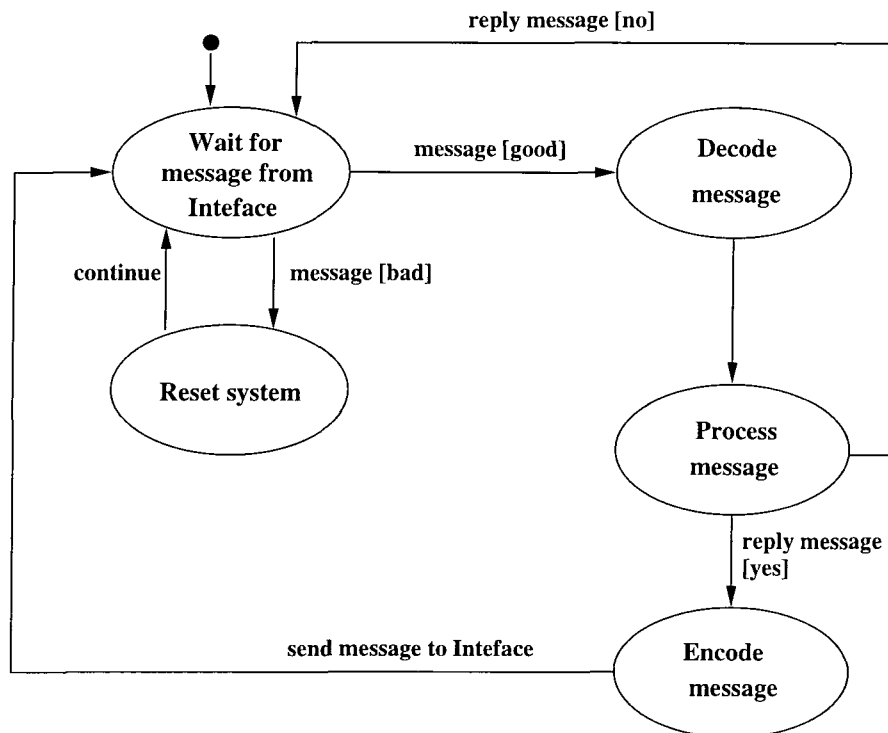 reply message [no]
Wait for
message from
Inteface
message [good]
Decode
message
continue
message [bad]
Reset system
Process
message
reply message
[yes]
send message to Inteface
Encode
message